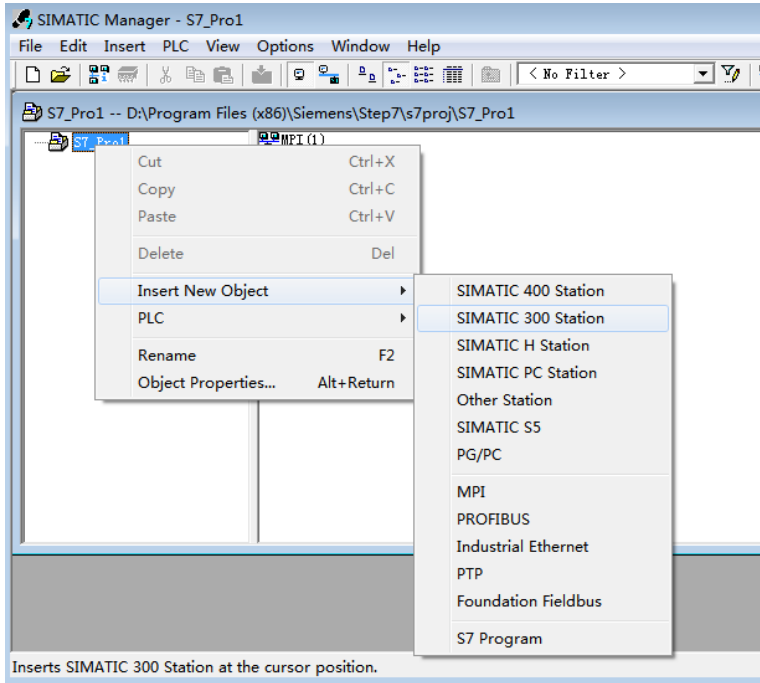 SIMATIC Manager - S7_Pro1
File Edit Insert PLC View Options Window Help
< No Filter >
S7_Pro1 -- D:\Program Files (x86)\Siemens\Step7\s7proj\S7_Pro1
S7_Pro1
MPI(1)
Cut Ctrl+X
Copy Ctrl+C
Paste Ctrl+V
Delete Del
Insert New Object
PLC
Rename F2
Object Properties... Alt+Return
SIMATIC 400 Station
SIMATIC 300 Station
SIMATIC H Station
SIMATIC PC Station
Other Station
SIMATIC S5
PG/PC
MPI
PROFIBUS
Industrial Ethernet
PTP
Foundation Fieldbus
S7 Program
Inserts SIMATIC 300 Station at the cursor position.